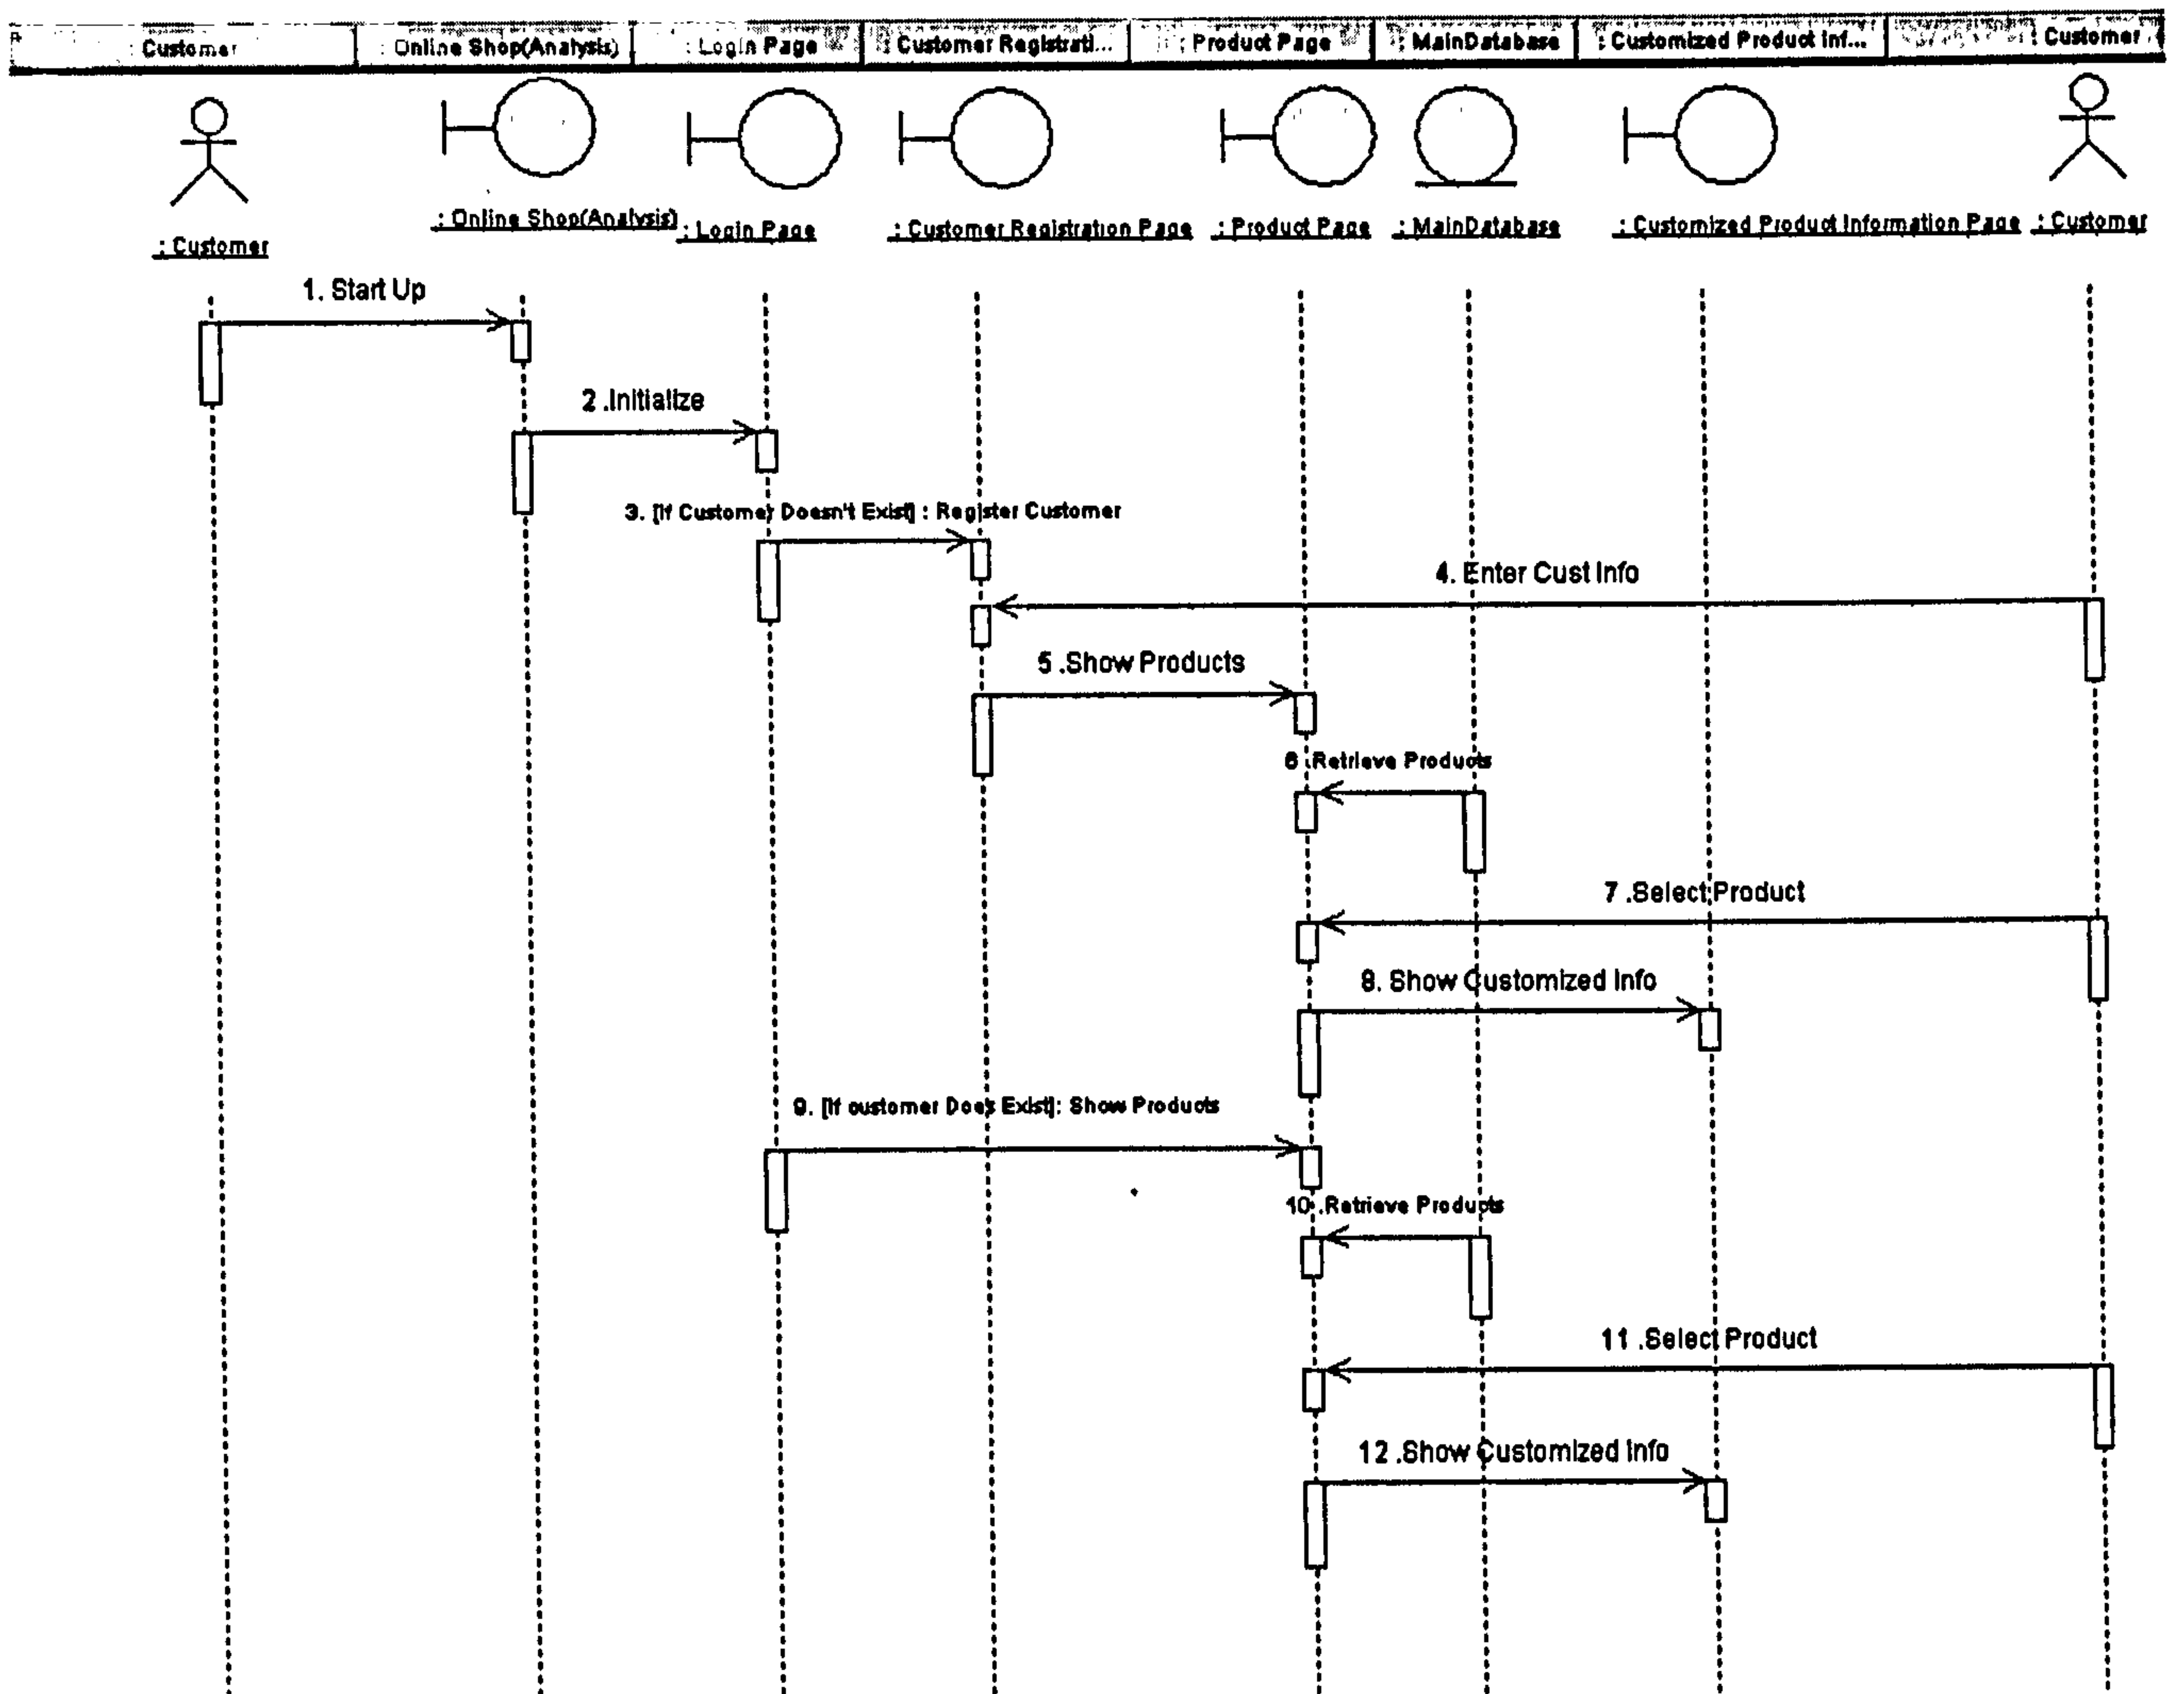 : Customer
: Online Shop(Analysis)
: Login Page
: Customer Registrati...
: Product Page
: MainDatabase
: Customized Product Inf...
: Customer
: Customer
: Online Shop(Analysis)
: Login Page
: Customer Registration Page
: Product Page
: MainDatabase
: Customized Product Information Page
: Customer
1. Start Up
2 .Initialize
3. [If Customer Doesn't Exist] : Register Customer
4. Enter Cust Info
5 .Show Products
6 .Retrieve Products
7 .Select Product
8. Show Customized Info
9. [If customer Does Exist]: Show Products
10 .Retrieve Products
11 .Select Product
12 .Show Customized Info